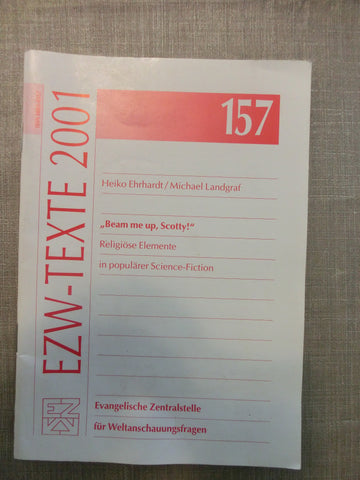 157
EZW-TEXTE 2001
Heiko Ehrhardt/Michael Landgraf
„Beam me up, Scotty!“
Religiöse Elemente
in populärer Science-Fiction
Evangelische Zentralstelle
für Weltanschauungsfragen